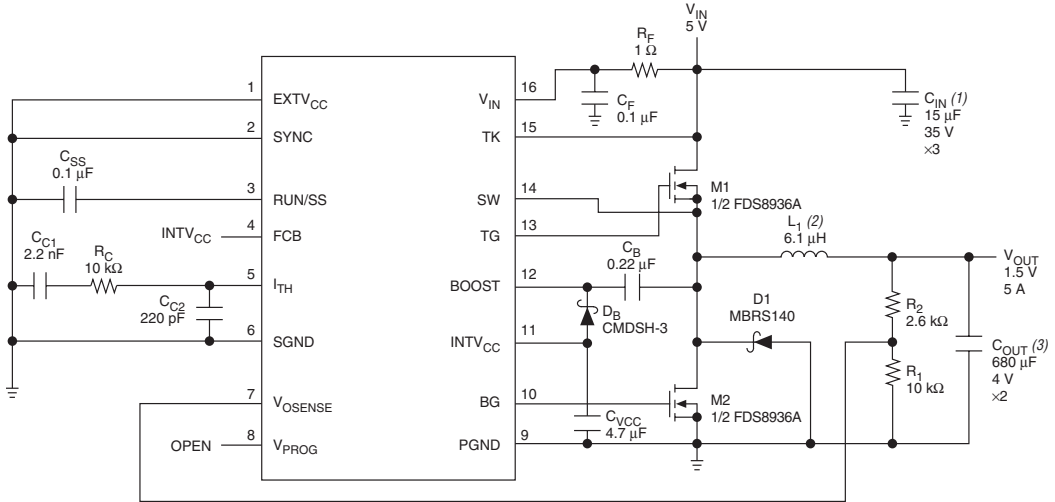 V_IN
5 V
R_F
1 Ω
C_F
0.1 µF
C_IN (1)
15 µF
35 V
×3
1
EXTV_CC
2
SYNC
C_SS
0.1 µF
3
RUN/SS
INTV_CC
4
FCB
C_C1
2.2 nF
R_C
10 kΩ
5
I_TH
C_C2
220 pF
6
SGND
7
V_OSENSE
OPEN
8
V_PROG
16
V_IN
15
TK
14
SW
13
TG
12
BOOST
11
INTV_CC
10
BG
9
PGND
M1
1/2 FDS8936A
C_B
0.22 µF
D_B
CMDSH-3
L_1 (2)
6.1 µH
V_OUT
1.5 V
5 A
D1
MBRS140
R_2
2.6 kΩ
R_1
10 kΩ
C_OUT (3)
680 µF
4 V
×2
M2
1/2 FDS8936A
C_VCC
4.7 µF